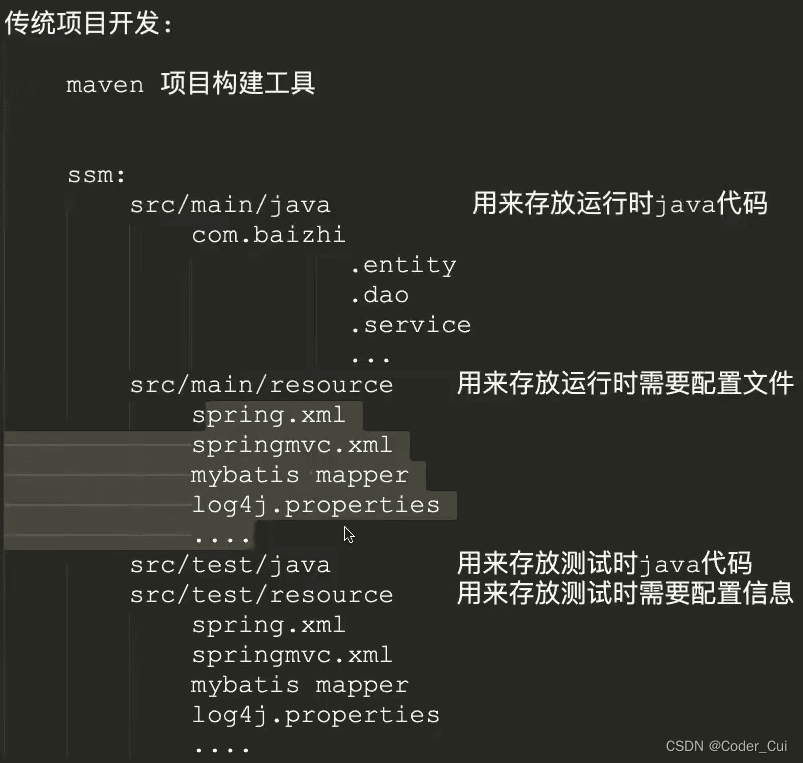 传统项目开发:
maven 项目构建工具
ssm:
src/main/java 用来存放运行时java代码
com.baizhi
.entity
.dao
.service
...
src/main/resource 用来存放运行时需要配置文件
spring.xml
springmvc.xml
mybatis mapper
log4j.properties
....
src/test/java 用来存放测试时java代码
src/test/resource 用来存放测试时需要配置信息
spring.xml
springmvc.xml
mybatis mapper
log4j.properties
....
CSDN @Coder_Cui